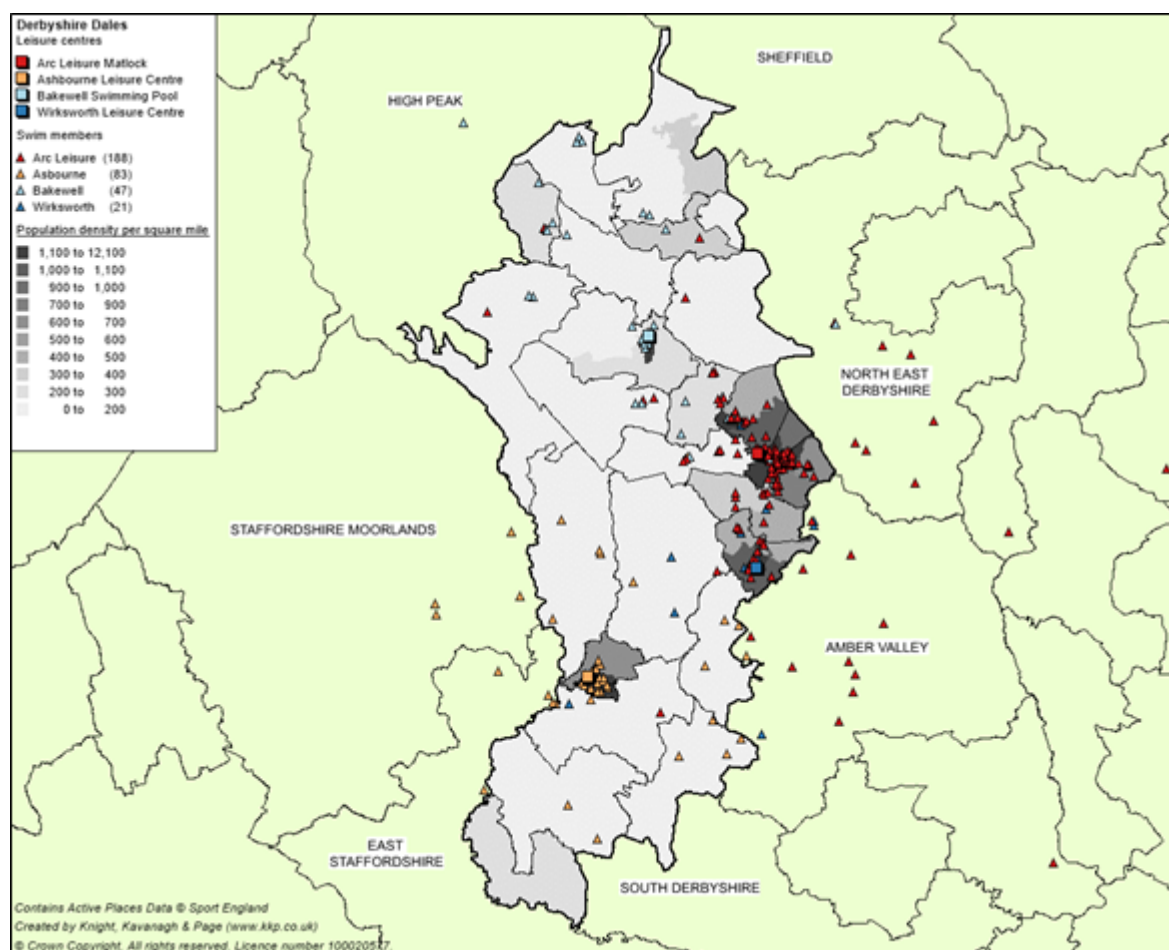 Derbyshire Dales
Leisure centres
Arc Leisure Matlock
Ashbourne Leisure Centre
Bakewell Swimming Pool
Wirksworth Leisure Centre
Swim members
Arc Leisure (188)
Asbourne (83)
Bakewell (47)
Wirksworth (21)
Population density per square mile
1,100 to 12,100
1,000 to 1,100
900 to 1,000
700 to 900
600 to 700
500 to 600
400 to 500
300 to 400
200 to 300
0 to 200
SHEFFIELD
HIGH PEAK
NORTH EAST
DERBYSHIRE
STAFFORDSHIRE MOORLANDS
AMBER VALLEY
EAST
STAFFORDSHIRE
SOUTH DERBYSHIRE
Contains Active Places Data © Sport England
Created by Knight, Kavanagh & Page (www.kkp.co.uk)
© Crown Copyright. All rights reserved. Licence number